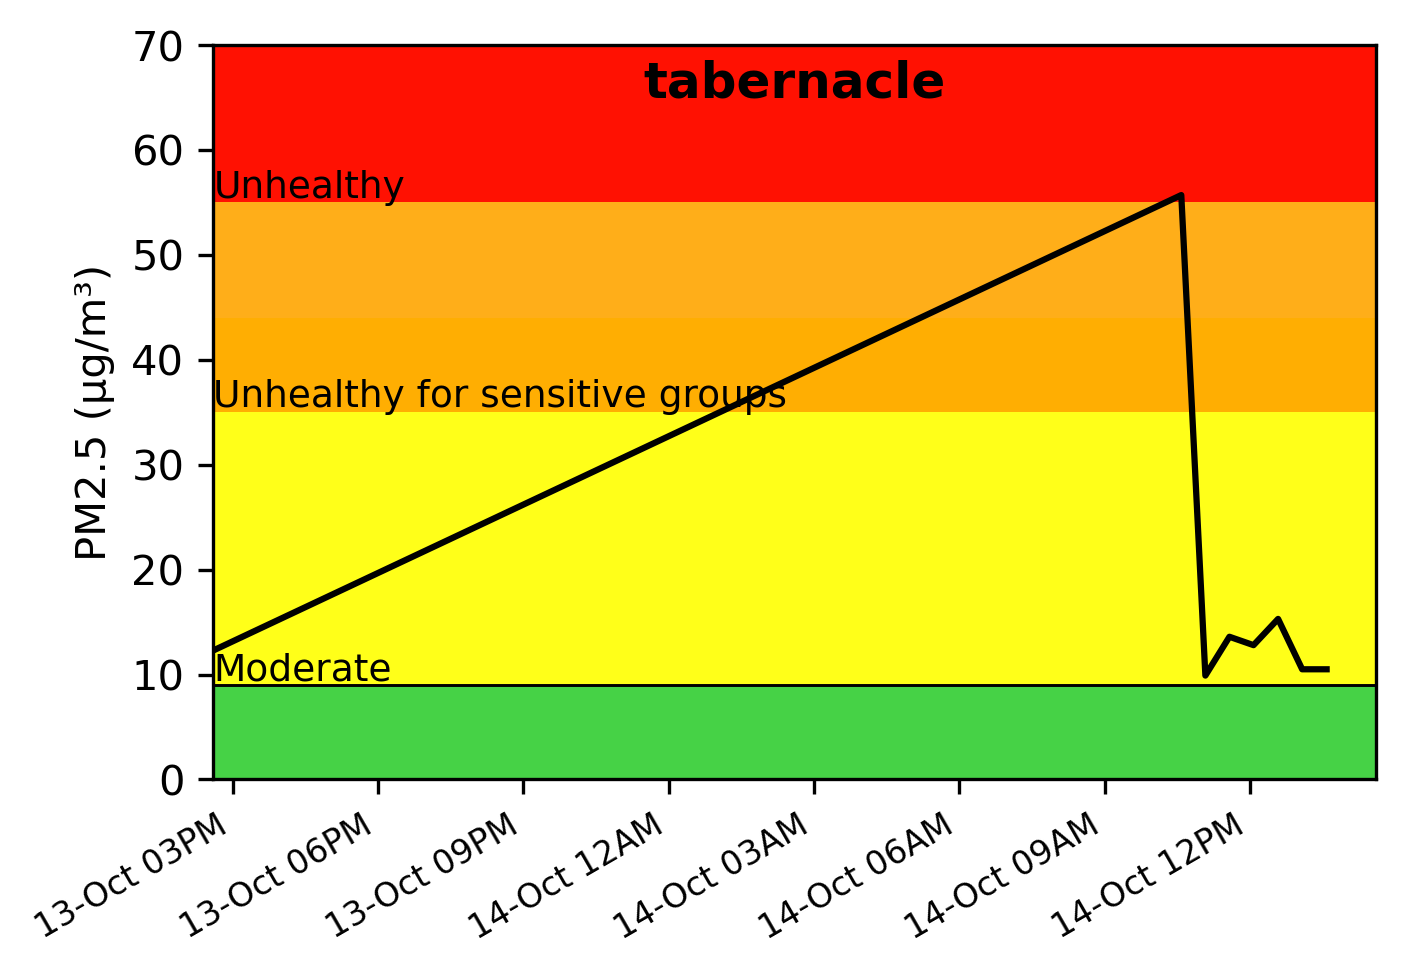 tabernacle
PM2.5 (µg/m³)
70
60
Unhealthy
50
40
Unhealthy for sensitive groups
30
20
Moderate
10
0
13-Oct 03PM
13-Oct 06PM
13-Oct 09PM
14-Oct 12AM
14-Oct 03AM
14-Oct 06AM
14-Oct 09AM
14-Oct 12PM